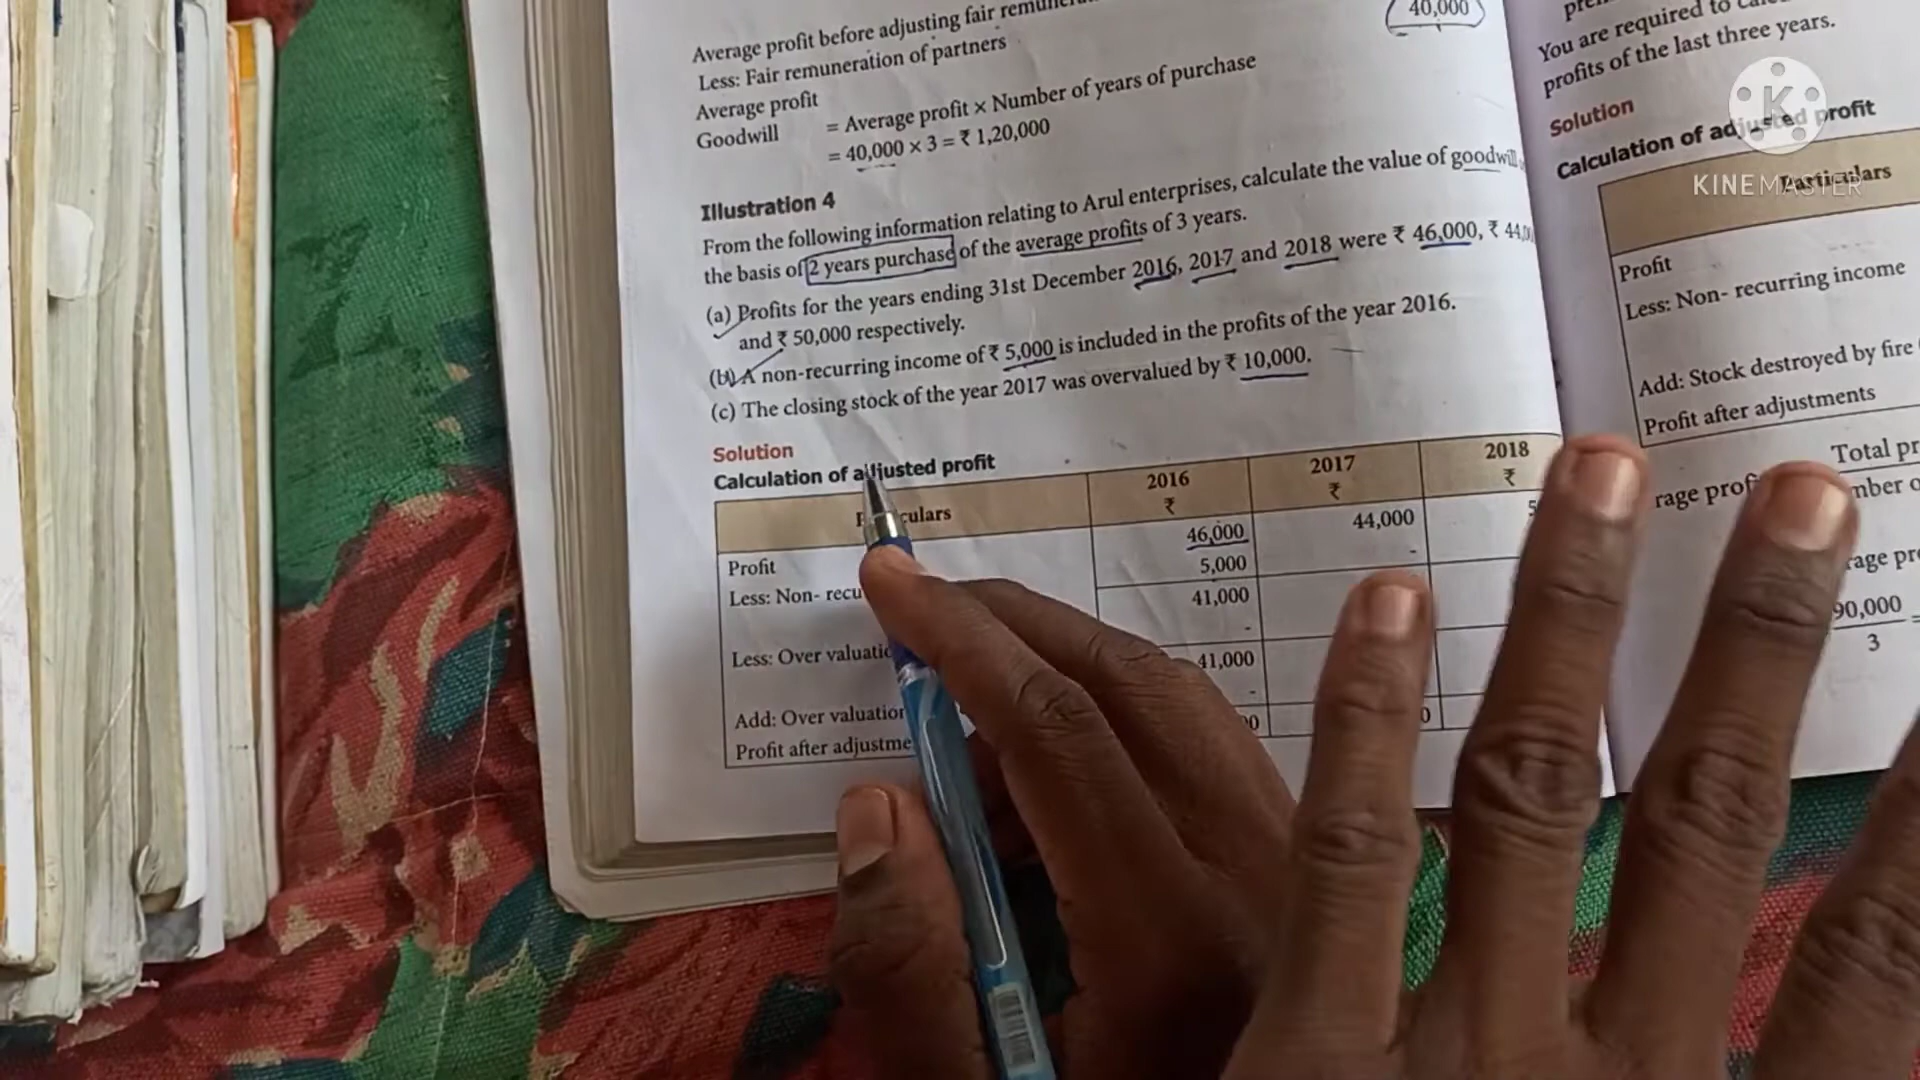 Average profit before adjusting fair
Less: Fair remuneration of partners
40,000
Average profit
Goodwill = Average profit × Number of years of purchase
= 40,000 × 3 = ₹ 1,20,000
Illustration 4
From the following information relating to Arul enterprises, calculate the value of goodwill
the basis of 2 years purchase of the average profits of 3 years.
(a) Profits for the years ending 31st December 2016, 2017 and 2018 were ₹ 46,000, ₹
and ₹ 50,000 respectively.
(b) A non-recurring income of ₹ 5,000 is included in the profits of the year 2016.
(c) The closing stock of the year 2017 was overvalued by ₹ 10,000.
Solution
Calculation of adjusted profit
2016 2017 2018
₹ ₹ ₹
Profit 46,000 44,000
Less: Non- 5,000 -
41,000
-
Less: Over 41,000
-
Add: Over
Profit after
You are required to
profits of the last three years.
Solution
Calculation of adjusted profit
Particulars
Profit
Less: Non- recurring income
Add: Stock destroyed by fire
Profit after adjustments
Total
90,000
3
=
K
KINEMASTER